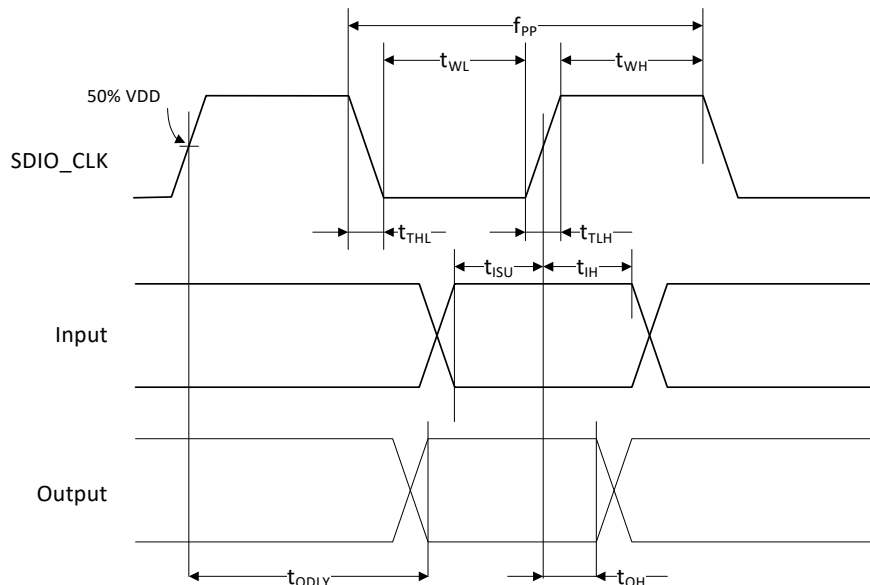 fPP
tWL
tWH
50% VDD
SDIO_CLK
tTHL
tTLH
tISU
tIH
Input
Output
tODLY
tOH